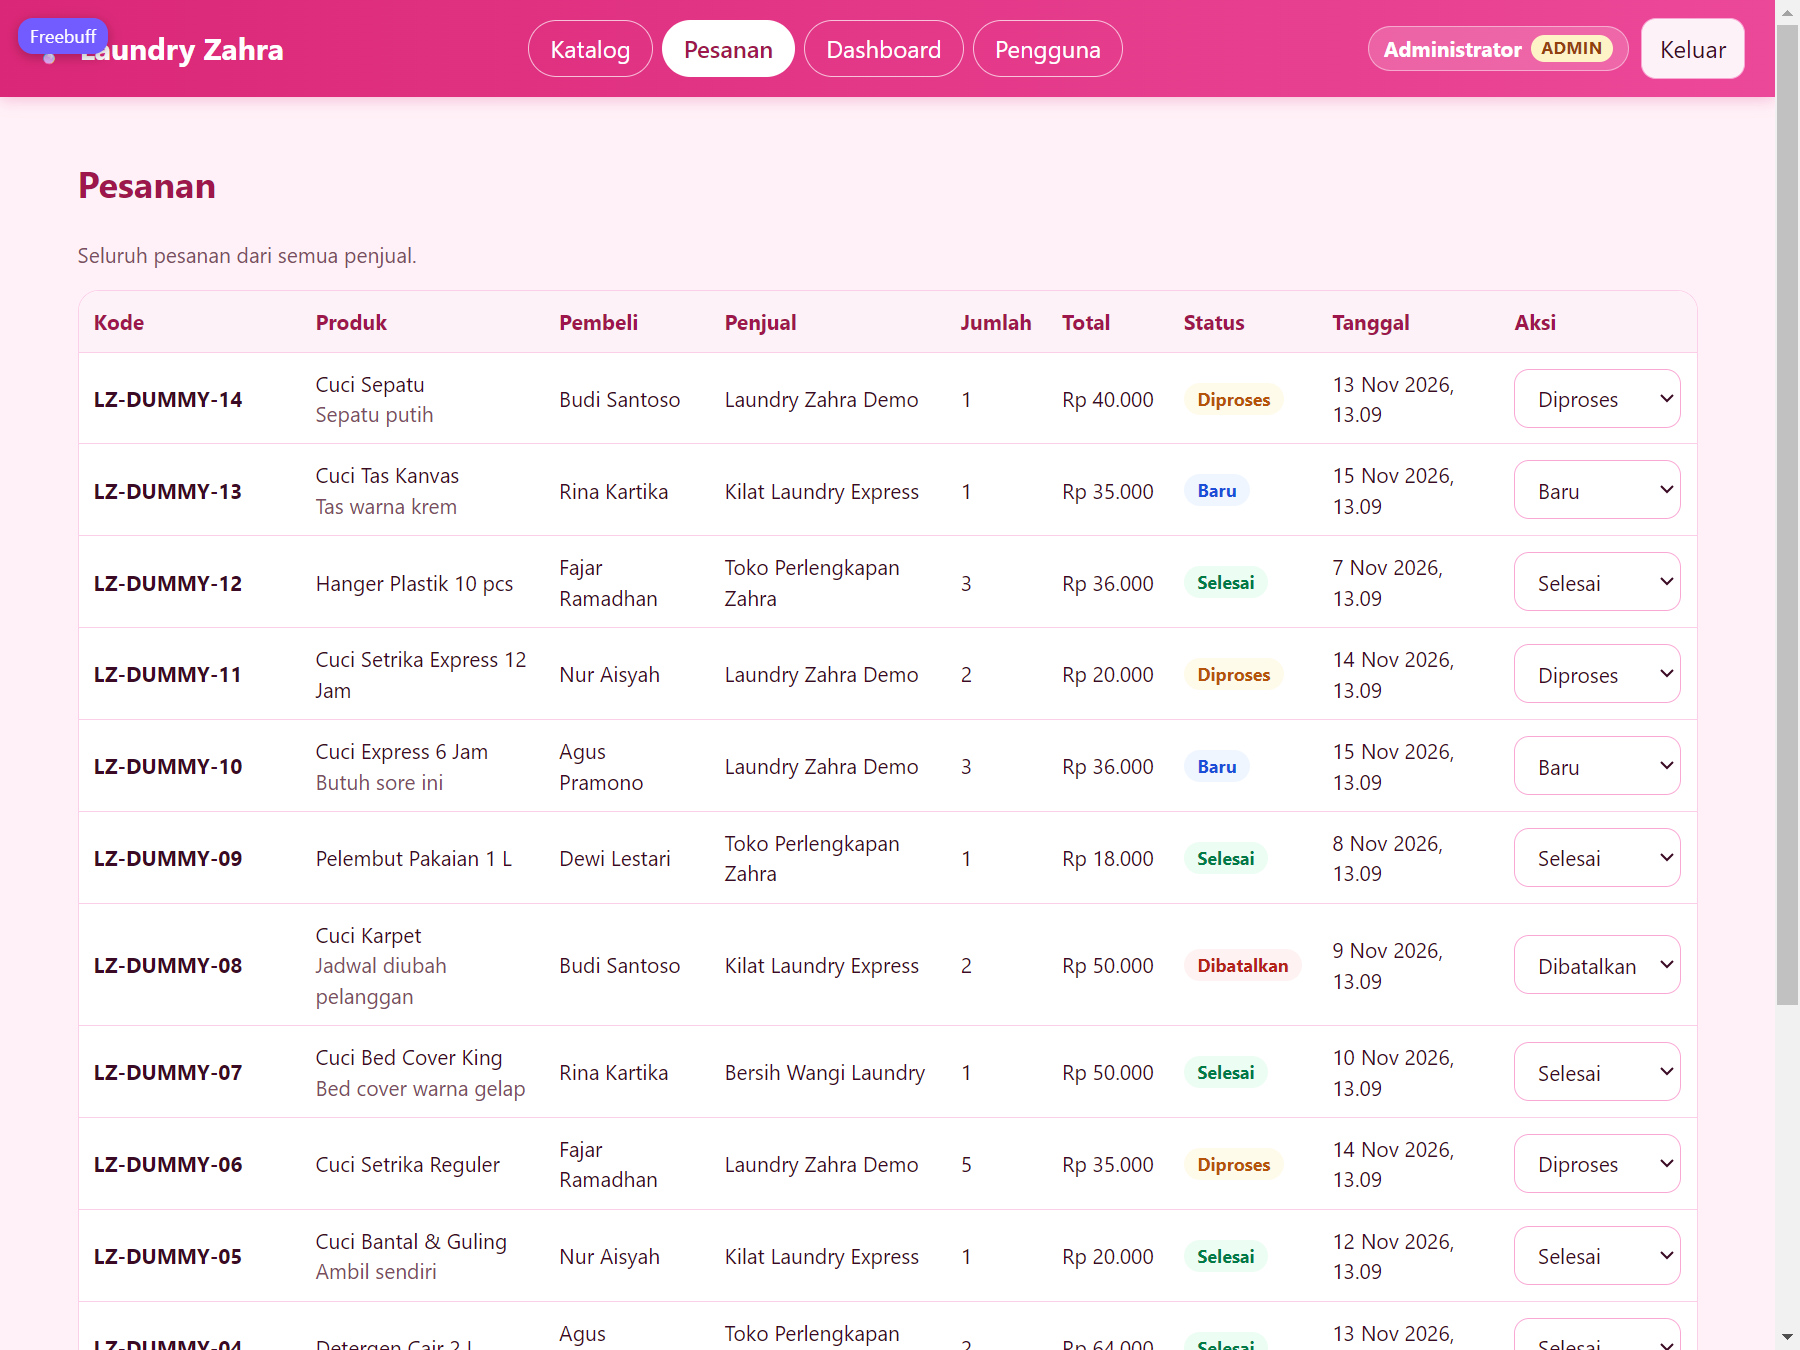 Freebuff
Laundry Zahra
Katalog
Pesanan
Dashboard
Pengguna
Administrator ADMIN
Keluar
Pesanan
Seluruh pesanan dari semua penjual.
Kode Produk Pembeli Penjual Jumlah Total Status Tanggal Aksi
LZ-DUMMY-14
Cuci Sepatu
Sepatu putih
Budi Santoso
Laundry Zahra Demo
1
Rp 40.000
Diproses
13 Nov 2026,
13.09
Diproses
LZ-DUMMY-13
Cuci Tas Kanvas
Tas warna krem
Rina Kartika
Kilat Laundry Express
1
Rp 35.000
Baru
15 Nov 2026,
13.09
Baru
LZ-DUMMY-12
Hanger Plastik 10 pcs
Fajar
Ramadhan
Toko Perlengkapan
Zahra
3
Rp 36.000
Selesai
7 Nov 2026,
13.09
Selesai
LZ-DUMMY-11
Cuci Setrika Express 12
Jam
Nur Aisyah
Laundry Zahra Demo
2
Rp 20.000
Diproses
14 Nov 2026,
13.09
Diproses
LZ-DUMMY-10
Cuci Express 6 Jam
Butuh sore ini
Agus
Pramono
Laundry Zahra Demo
3
Rp 36.000
Baru
15 Nov 2026,
13.09
Baru
LZ-DUMMY-09
Pelembut Pakaian 1 L
Dewi Lestari
Toko Perlengkapan
Zahra
1
Rp 18.000
Selesai
8 Nov 2026,
13.09
Selesai
LZ-DUMMY-08
Cuci Karpet
Jadwal diubah
pelanggan
Budi Santoso
Kilat Laundry Express
2
Rp 50.000
Dibatalkan
9 Nov 2026,
13.09
Dibatalkan
LZ-DUMMY-07
Cuci Bed Cover King
Bed cover warna gelap
Rina Kartika
Bersih Wangi Laundry
1
Rp 50.000
Selesai
10 Nov 2026,
13.09
Selesai
LZ-DUMMY-06
Cuci Setrika Reguler
Fajar
Ramadhan
Laundry Zahra Demo
5
Rp 35.000
Diproses
14 Nov 2026,
13.09
Diproses
LZ-DUMMY-05
Cuci Bantal & Guling
Ambil sendiri
Nur Aisyah
Kilat Laundry Express
1
Rp 20.000
Selesai
12 Nov 2026,
13.09
Selesai
LZ-DUMMY-04
Detergen Cair 2 L
Agus
Toko Perlengkapan
2
Rp 64.000
Selesai
13 Nov 2026,
Selesai